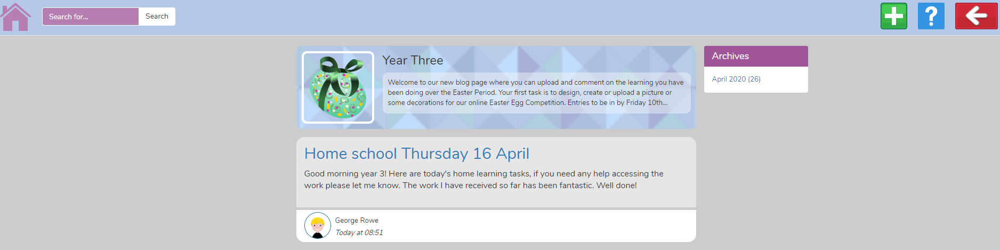 Search for...
Search
?
Year Three
Welcome to our new blog page where you can upload and comment on the learning you have
been doing over the Easter Period. Your first task is to design, create or upload a picture or
some decorations for our online Easter Egg Competition. Entries to be in by Friday 10th...
Archives
April 2020 (26)
Home school Thursday 16 April
Good morning year 3! Here are today's home learning tasks, if you need any help accessing the
work please let me know. The work I have received so far has been fantastic. Well done!
George Rowe
Today at 08:51